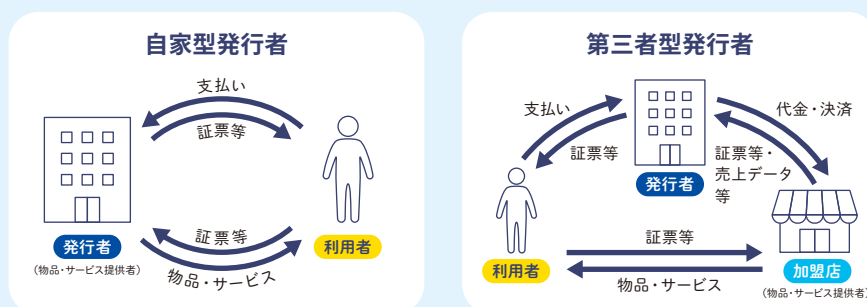 自家型発行者
支払い
証票等
発行者
(物品・サービス提供者)
利用者
証票等
物品・サービス
第三者型発行者
支払い
証票等
発行者
代金・決済
証票等・
売上データ
等
利用者
証票等
物品・サービス
加盟店
(物品・サービス提供者)